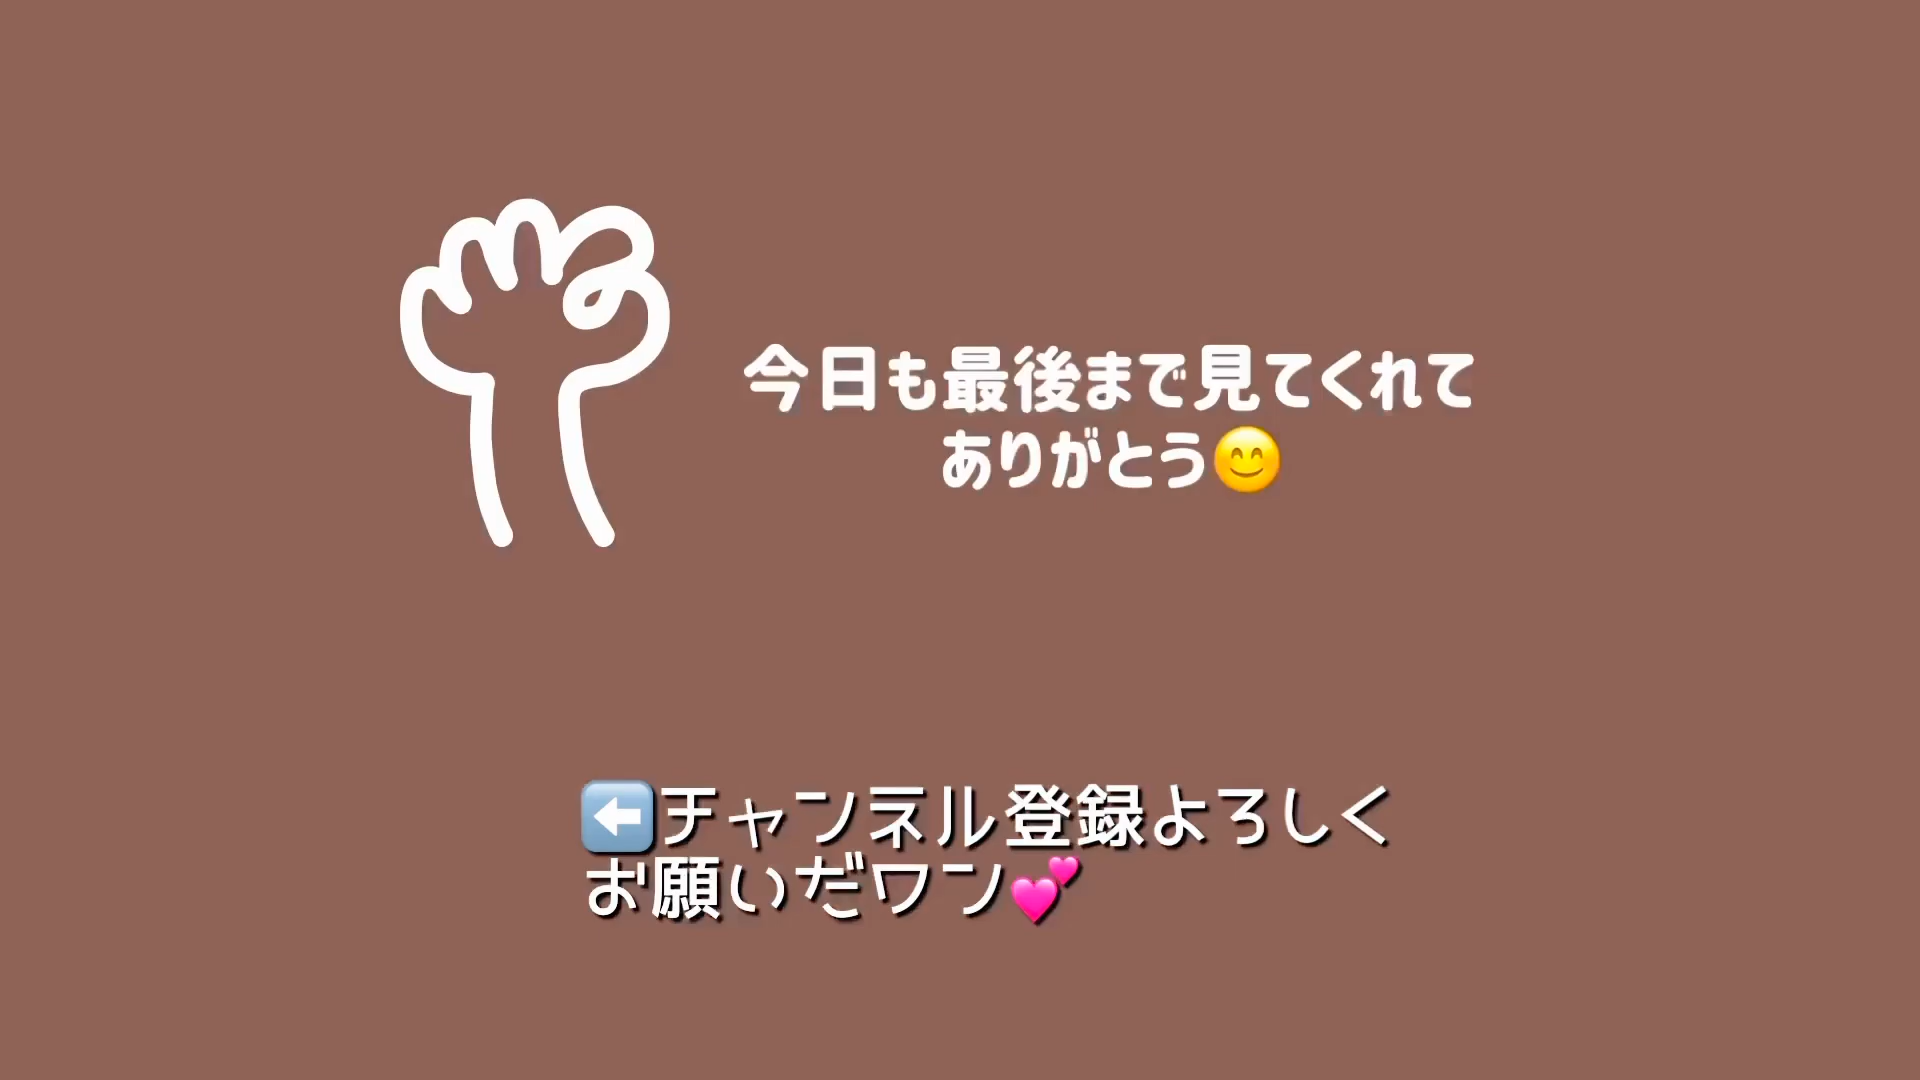 今日も最後まで見てくれて
ありがとう😊
⬅️チャンネル登録よろしく
お願いだワン💕